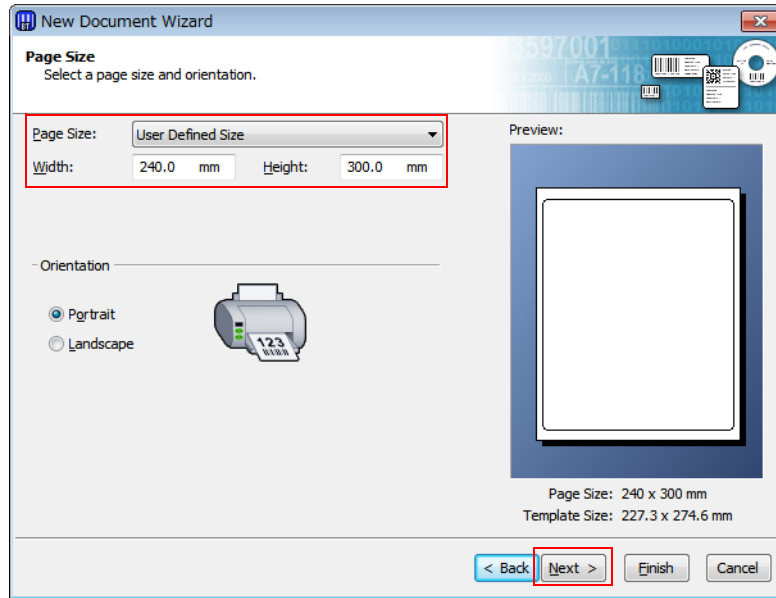 New Document Wizard
Page Size
Select a page size and orientation.
3597001
A7-118
Page Size: User Defined Size
Width: 240.0 mm Height: 300.0 mm
Preview:
Orientation
Portrait
Landscape
123
Page Size: 240 x 300 mm
Template Size: 227.3 x 274.6 mm
< Back Next > Finish Cancel